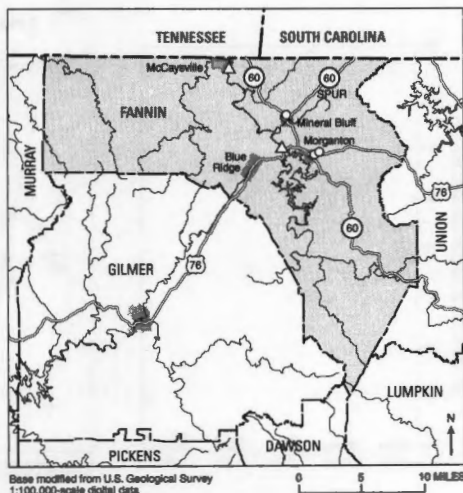 TENNESSEE
SOUTH CAROLINA
McCaysville
60
60
SPUR
FANNIN
Mineral Bluff
Morganton
Blue
Ridge
MURRAY
76
UNION
60
GILMER
76
LUMPKIN
N
PICKENS
DAWSON
Base modified from U.S. Geological Survey
1:100,000-scale digital data
0 5 10 MILES